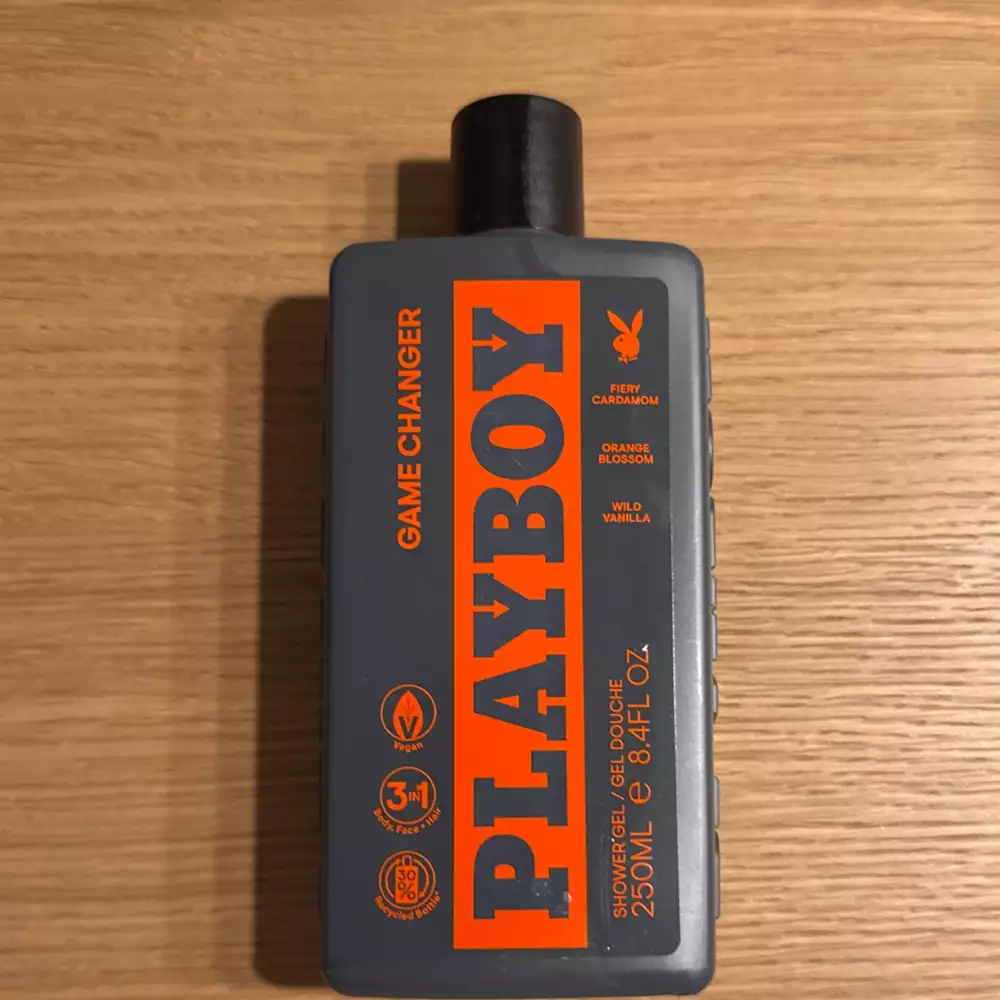 GAME CHANGER
PLAYBOY
FIERY
CARDAMOM
ORANGE
BLOSSOM
WILD
VANILLA
V
Vegan
3IN1
Body, Face + Hair
30
%
Recycled Bottle*
SHOWER GEL / GEL DOUCHE
250ML e 8.4FL OZ.